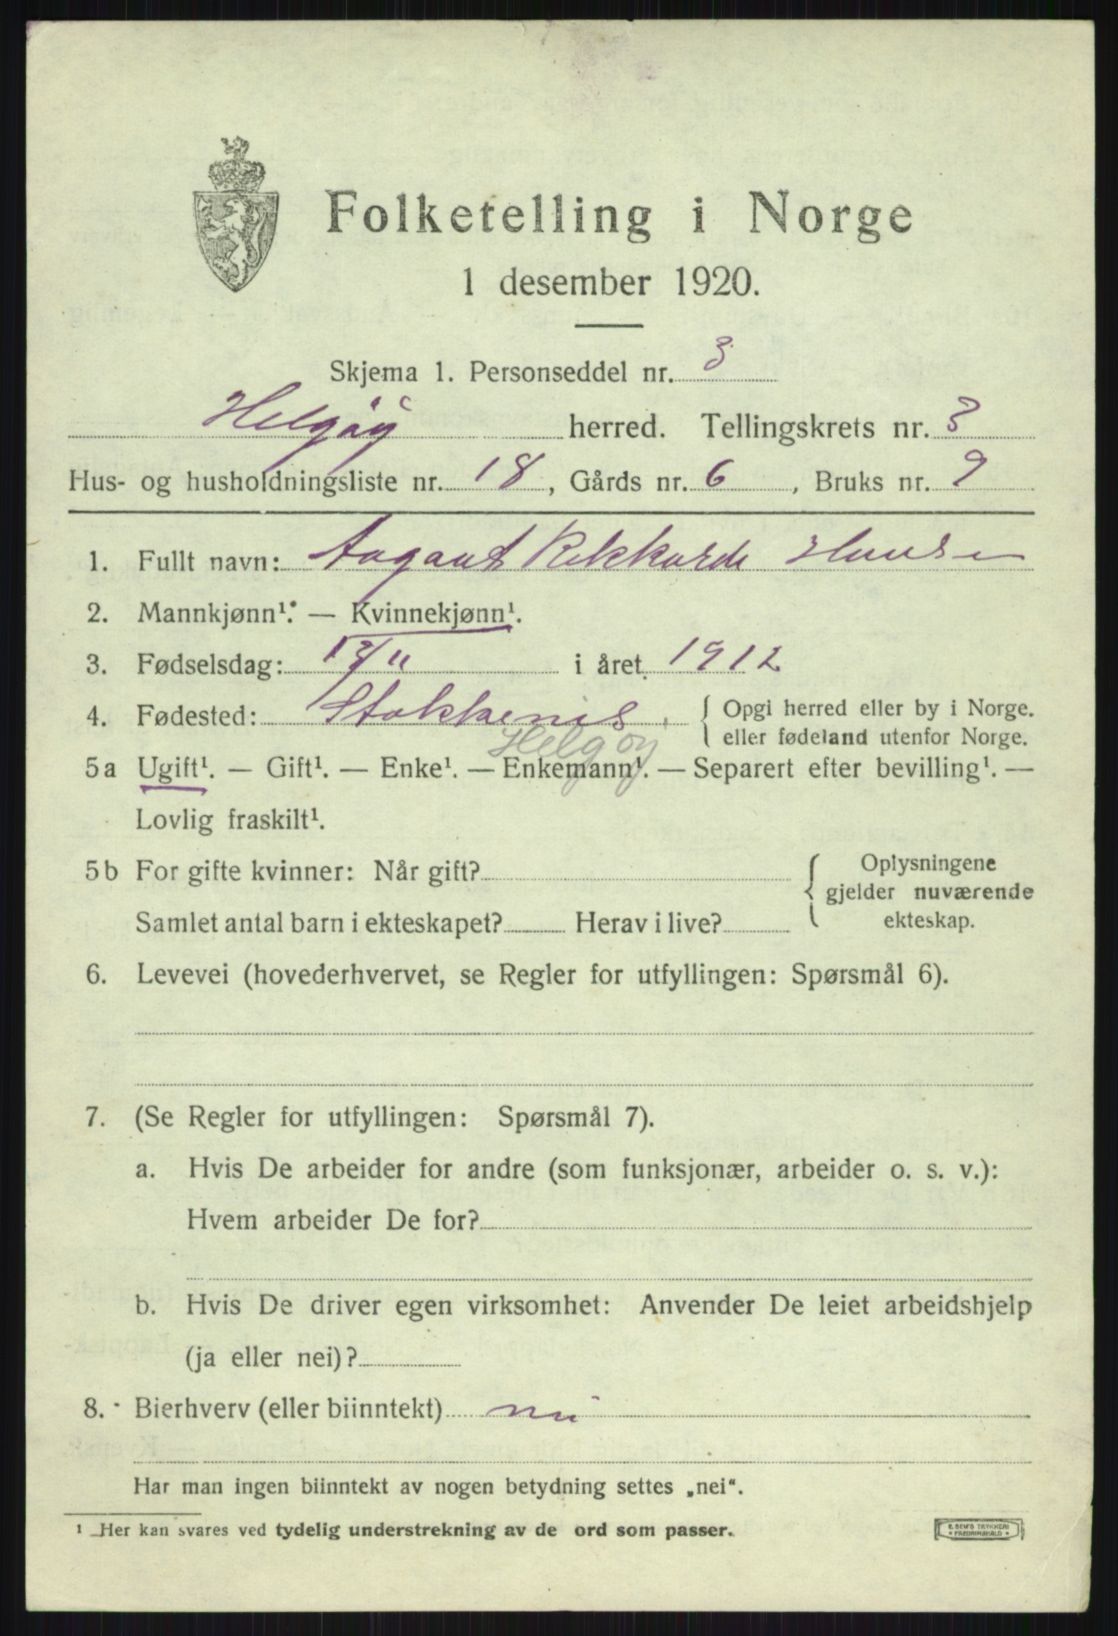 Folketelling i Norge
1 desember 1920.
Skjema 1. Personseddel nr. 3
Helgøy herred. Tellingskrets nr. 3
Hus- og husholdningsliste nr. 18, Gårds nr. 6, Bruks nr. 9
1. Fullt navn: Aagaut Rikkarde Hansen
2. Mannkjønn¹. — Kvinnekjønn¹.
3. Fødselsdag: 12/11 i året 1912
4. Fødested: Stokkenes,
{ Opgi herred eller by i Norge.
eller fødeland utenfor Norge.
Helgøy
5a Ugift¹. — Gift¹. — Enke¹. — Enkemann¹. — Separert efter bevilling¹. —
Lovlig fraskilt¹.
5b For gifte kvinner: Når gift?
Samlet antal barn i ekteskapet? Herav i live?
{ Oplysningene
gjelder nuværende
ekteskap.
6. Levevei (hovederhvervet, se Regler for utfyllingen: Spørsmål 6).
7. (Se Regler for utfyllingen: Spørsmål 7).
a. Hvis De arbeider for andre (som funksjonær, arbeider o. s. v.):
Hvem arbeider De for?
b. Hvis De driver egen virksomhet: Anvender De leiet arbeidshjelp
(ja eller nei)?
8. Bierhverv (eller biinntekt) nei
Har man ingen biinntekt av nogen betydning settes „nei“.
¹ Her kan svares ved tydelig understrekning av de ord som passer.